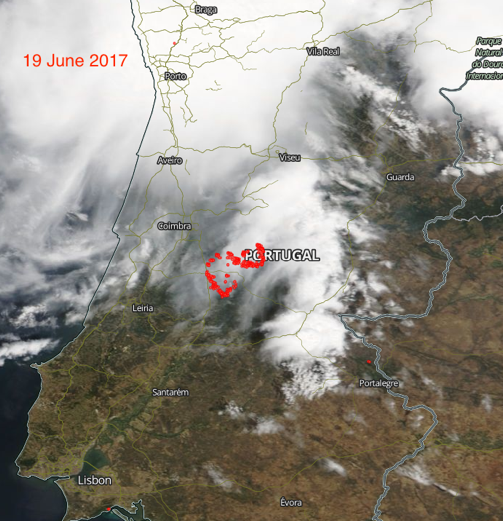 Braga
19 June 2017
Vila Real
Parque
Natural
do Douro
Internacional
Porto
Aveiro
Viseu
Guarda
Coimbra
PORTUGAL
Leiria
Portalegre
Santarém
Lisbon
Évora